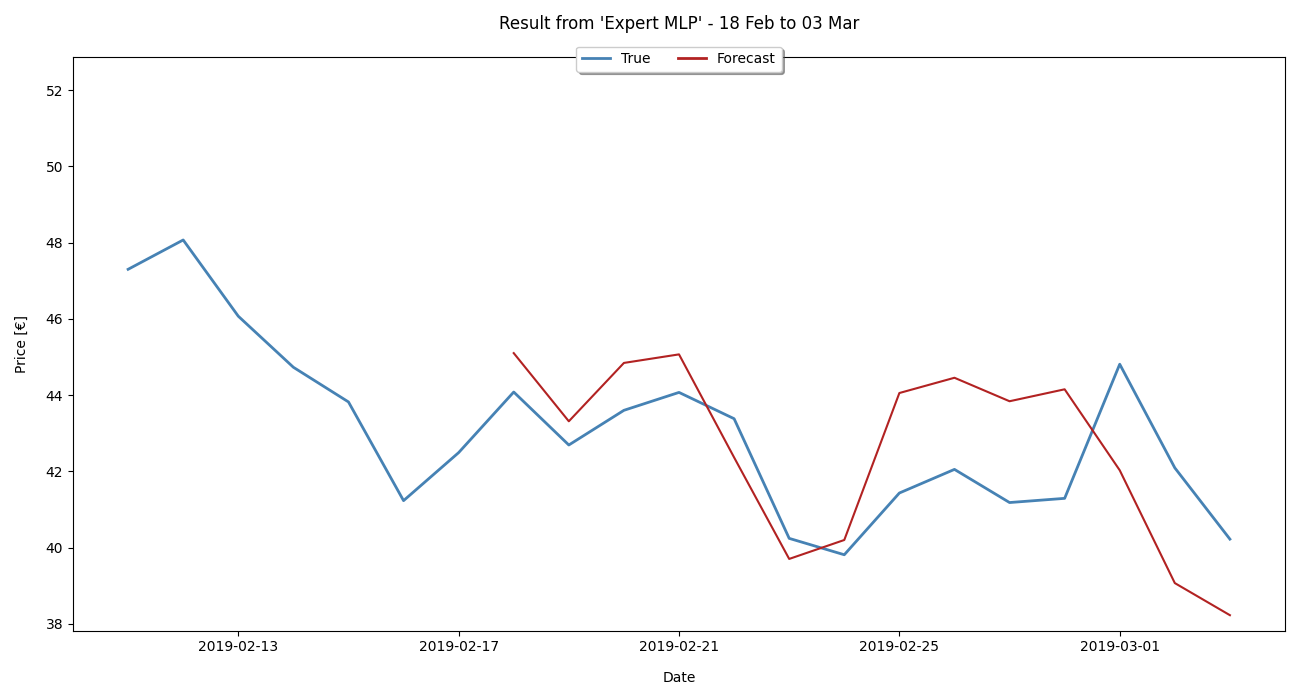 Result from 'Expert MLP' - 18 Feb to 03 Mar
True Forecast
52
50
48
46
44
42
40
38
Price [€]
2019-02-13 2019-02-17 2019-02-21 2019-02-25 2019-03-01
Date